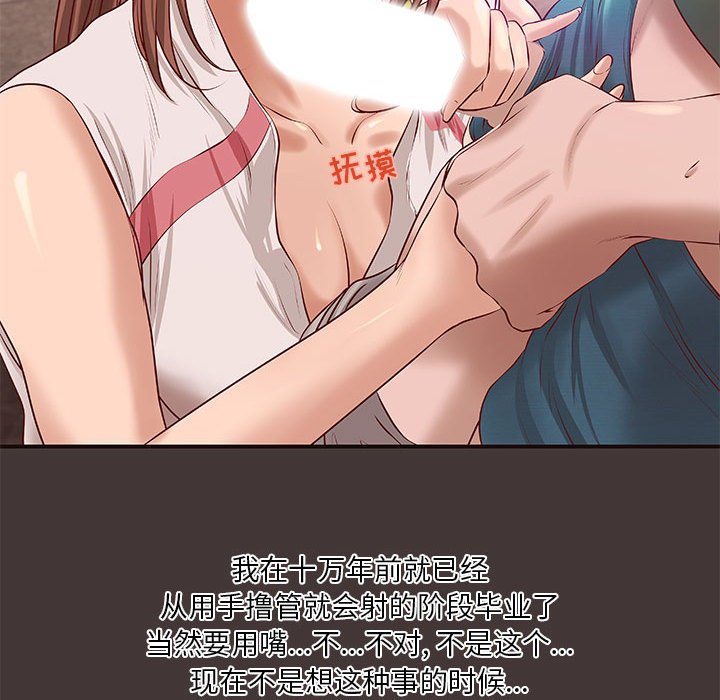 抚摸
我在十万年前就已经
从用手撸管就会射的阶段毕业了
当然要用嘴...不...不对, 不是这个...
现在不是想这种事的时候...